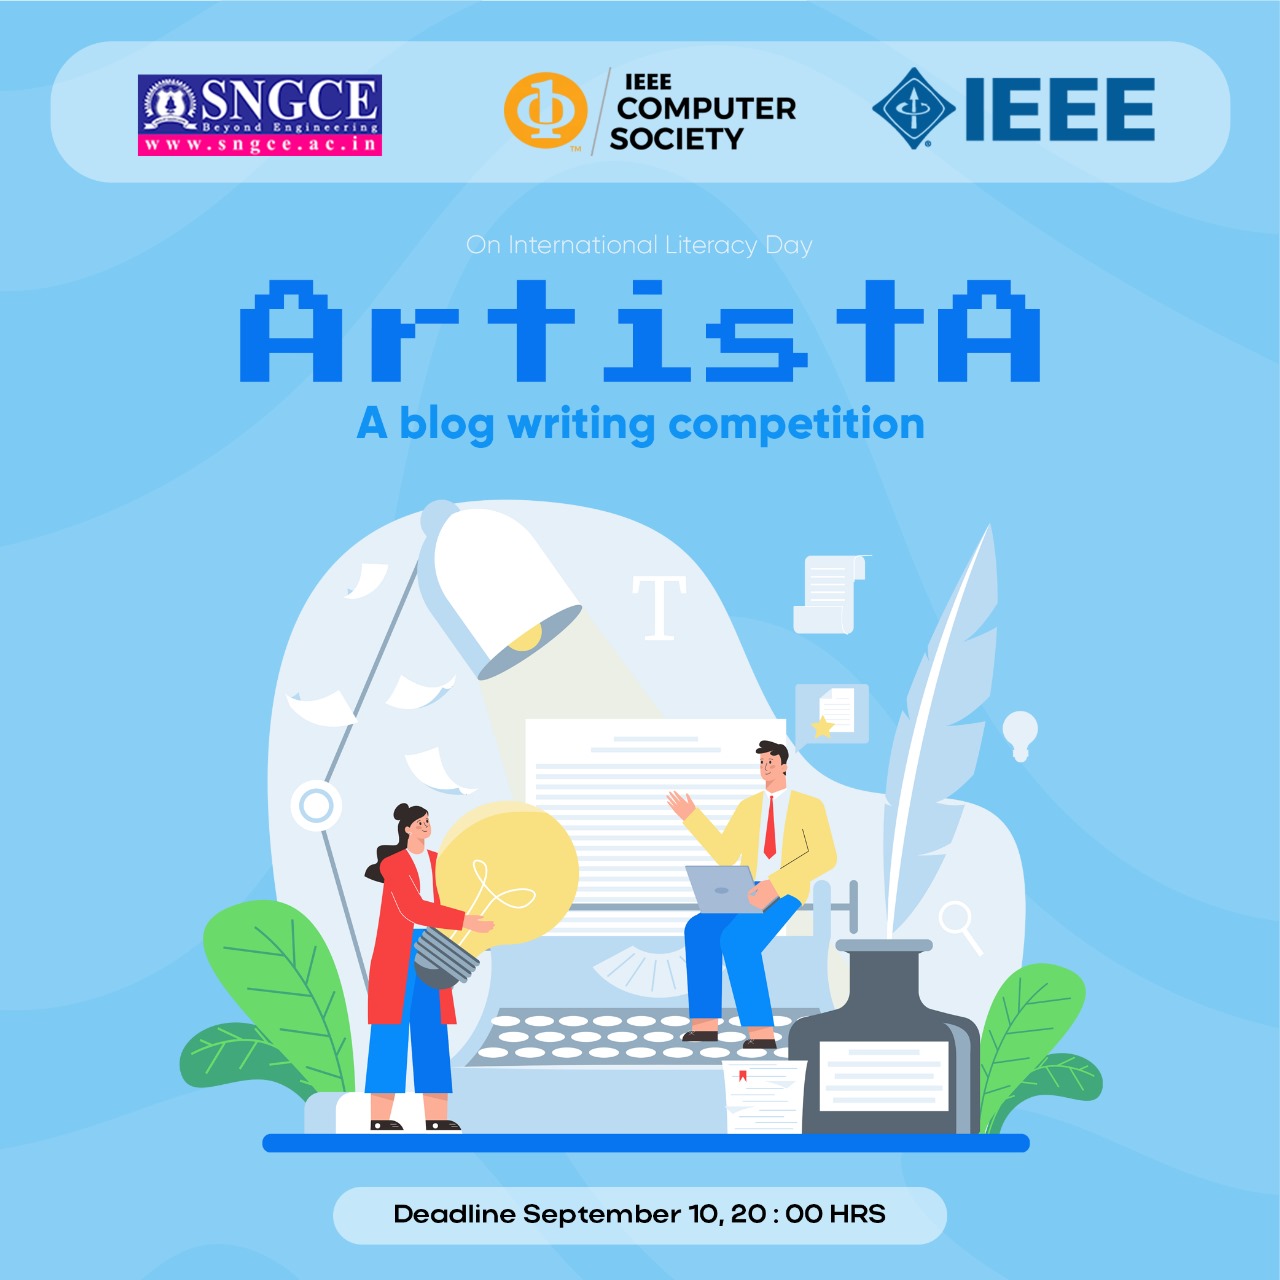 SNGCE
Beyond Engineering
www.sngce.ac.in
IEEE
COMPUTER
SOCIETY
TM
IEEE
®
On International Literacy Day
ArtistA
A blog writing competition
T
Deadline September 10, 20 : 00 HRS